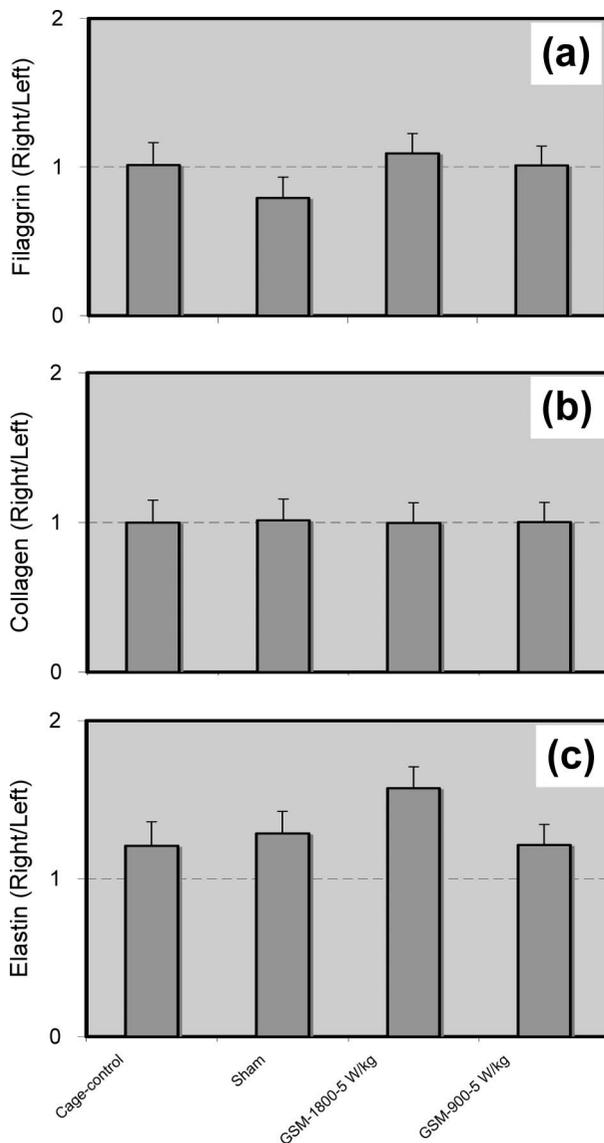 2
(a)
Filaggrin (Right/Left)
1
0
2
(b)
Collagen (Right/Left)
1
0
2
(c)
Elastin (Right/Left)
1
0
Cage-control
Sham
GSM-1800-5 W/kg
GSM-900-5 W/kg